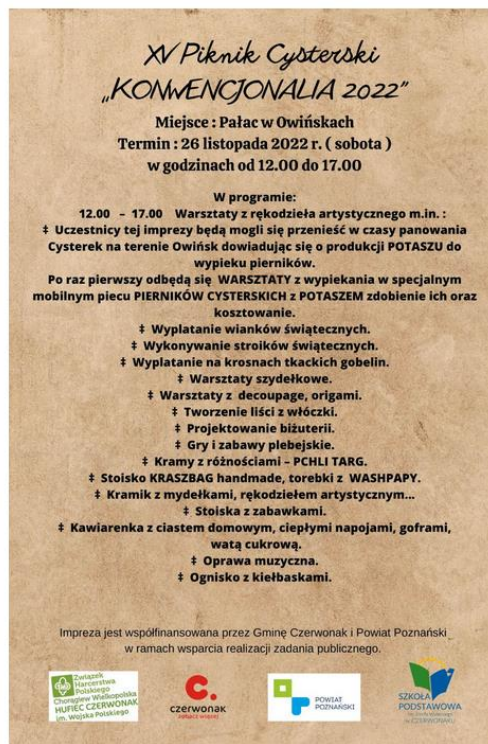 XV Piknik Cysterski
„KONWENCJONALIA 2022”
Miejsce : Pałac w Owińskach
Termin : 26 listopada 2022 r. ( sobota )
w godzinach od 12.00 do 17.00
W programie:
12.00 – 17.00 Warsztaty z rękodzieła artystycznego m.in. :
‡ Uczestnicy tej imprezy będą mogli się przenieść w czasy panowania
Cysterek na terenie Owińsk dowiadując się o produkcji POTASZU do
wypieku pierników.
Po raz pierwszy odbędą się WARSZTATY z wypiekania w specjalnym
mobilnym piecu PIERNIKÓW CYSTERSKICH z POTASZEM zdobienie ich oraz
kosztowanie.
‡ Wyplatanie wianków świątecznych.
‡ Wykonywanie stroików świątecznych.
‡ Wyplatanie na krosnach tkackich gobelin.
‡ Warsztaty szydełkowe.
‡ Warsztaty z decoupage, origami.
‡ Tworzenie liści z włóczki.
‡ Projektowanie biżuterii.
‡ Gry i zabawy plebejskie.
‡ Kramy z różnościami – PCHLI TARG.
‡ Stoisko KRASZBAG handmade, torebki z WASHPAPY.
‡ Kramik z mydełkami, rękodziełem artystycznym...
‡ Stoiska z zabawkami.
‡ Kawiarenka z ciastem domowym, ciepłymi napojami, goframi,
watą cukrową.
‡ Oprawa muzyczna.
‡ Ognisko z kiełbaskami.
Impreza jest współfinansowana przez Gminę Czerwonak i Powiat Poznański
w ramach wsparcia realizacji zadania publicznego.
Związek
Harcerstwa
Polskiego
Chorągiew Wielkopolska
HUFIEC CZERWONAK
im. Wojska Polskiego
c.
czerwonak
zobacz więcej
POWIAT
POZNAŃSKI
SZKOŁA
PODSTAWOWA
W CZERWONAKU